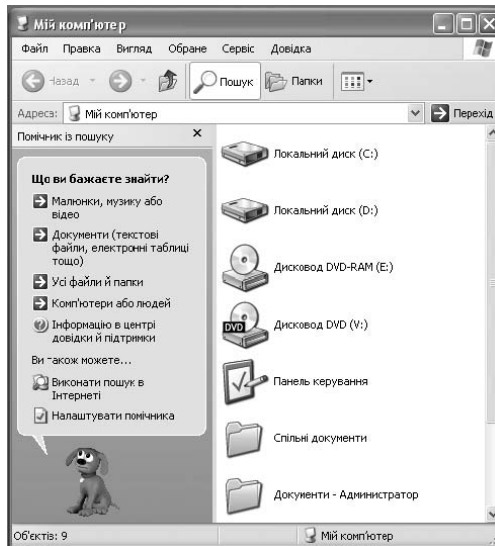 Мій комп'ютер
Файл Правка Вигляд Обране Сервіс Довідка
Назад Пошук Папки
Адреса: Мій комп'ютер Перехід
Помічник із пошуку
Що ви бажаєте знайти?
Малюнки, музику або
відео
Документи (текстові
файли, електронні таблиці
тощо)
Усі файли й папки
Комп'ютери або людей
Інформацію в центрі
довідки й підтримки
Ви також можете...
Виконати пошук в
Інтернеті
Налаштувати помічника
Локальний диск (C:)
Локальний диск (D:)
Дисковод DVD-RAM (E:)
DVD
Дисковод DVD (V:)
Панель керування
Спільні документи
Документи - Администратор
Об'єктів: 9 Мій комп'ютер